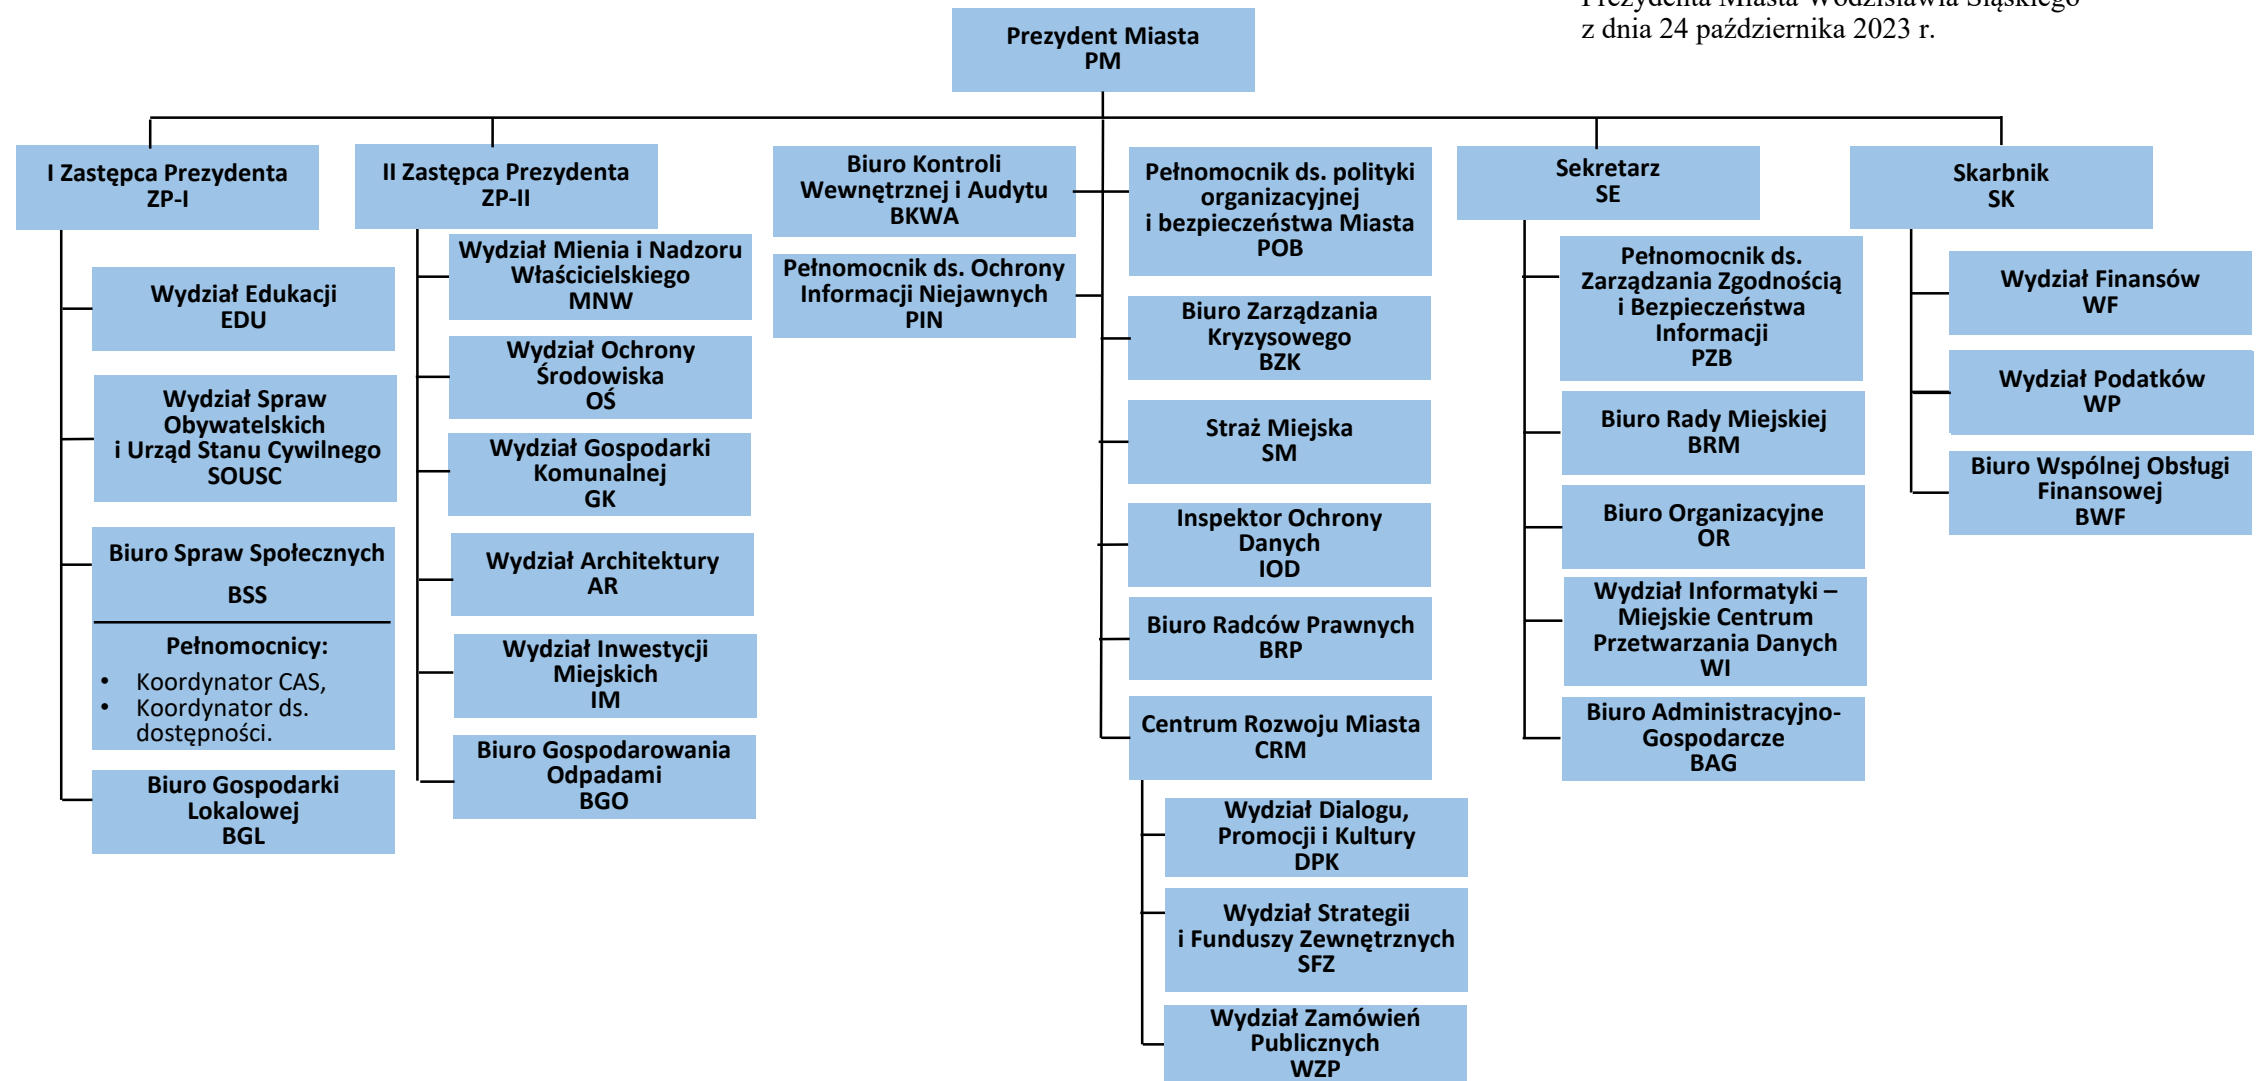 Prezydenta Miasta Wodzisławia Śląskiego
z dnia 24 października 2023 r.
Prezydent Miasta
PM
I Zastępca Prezydenta
ZP-I
Wydział Edukacji
EDU
Wydział Spraw
Obywatelskich
i Urząd Stanu Cywilnego
SOUSC
Biuro Spraw Społecznych
BSS
Pełnomocnicy:
• Koordynator CAS,
• Koordynator ds.
dostępności.
Biuro Gospodarki
Lokalowej
BGL
II Zastępca Prezydenta
ZP-II
Wydział Mienia i Nadzoru
Właścicielskiego
MNW
Wydział Ochrony
Środowiska
OŚ
Wydział Gospodarki
Komunalnej
GK
Wydział Architektury
AR
Wydział Inwestycji
Miejskich
IM
Biuro Gospodarowania
Odpadami
BGO
Biuro Kontroli
Wewnętrznej i Audytu
BKWA
Pełnomocnik ds. Ochrony
Informacji Niejawnych
PIN
Pełnomocnik ds. polityki
organizacyjnej
i bezpieczeństwa Miasta
POB
Biuro Zarządzania
Kryzysowego
BZK
Straż Miejska
SM
Inspektor Ochrony
Danych
IOD
Biuro Radców Prawnych
BRP
Centrum Rozwoju Miasta
CRM
Wydział Dialogu,
Promocji i Kultury
DPK
Wydział Strategii
i Funduszy Zewnętrznych
SFZ
Wydział Zamówień
Publicznych
WZP
Sekretarz
SE
Pełnomocnik ds.
Zarządzania Zgodnością
i Bezpieczeństwa
Informacji
PZB
Biuro Rady Miejskiej
BRM
Biuro Organizacyjne
OR
Wydział Informatyki –
Miejskie Centrum
Przetwarzania Danych
WI
Biuro Administracyjno-
Gospodarcze
BAG
Skarbnik
SK
Wydział Finansów
WF
Wydział Podatków
WP
Biuro Wspólnej Obsługi
Finansowej
BWF